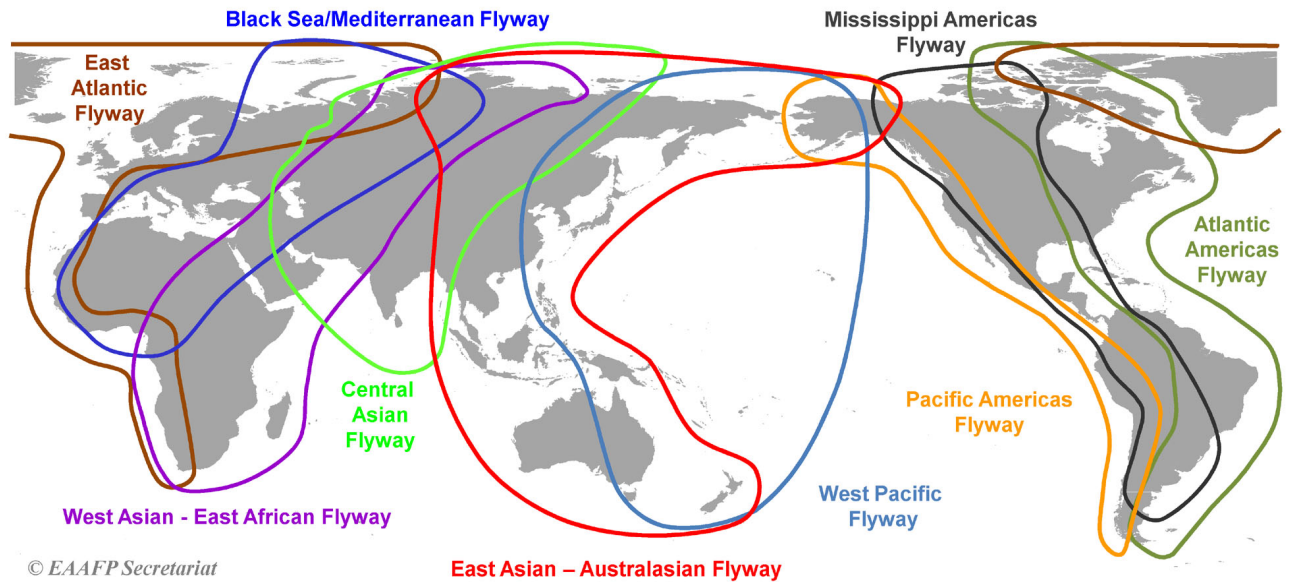 Black Sea/Mediterranean Flyway
Mississippi Americas
Flyway
East
Atlantic
Flyway
Atlantic
Americas
Flyway
Central
Asian
Flyway
Pacific Americas
Flyway
West Asian - East African Flyway
West Pacific
Flyway
© EAAFP Secretariat
East Asian – Australasian Flyway